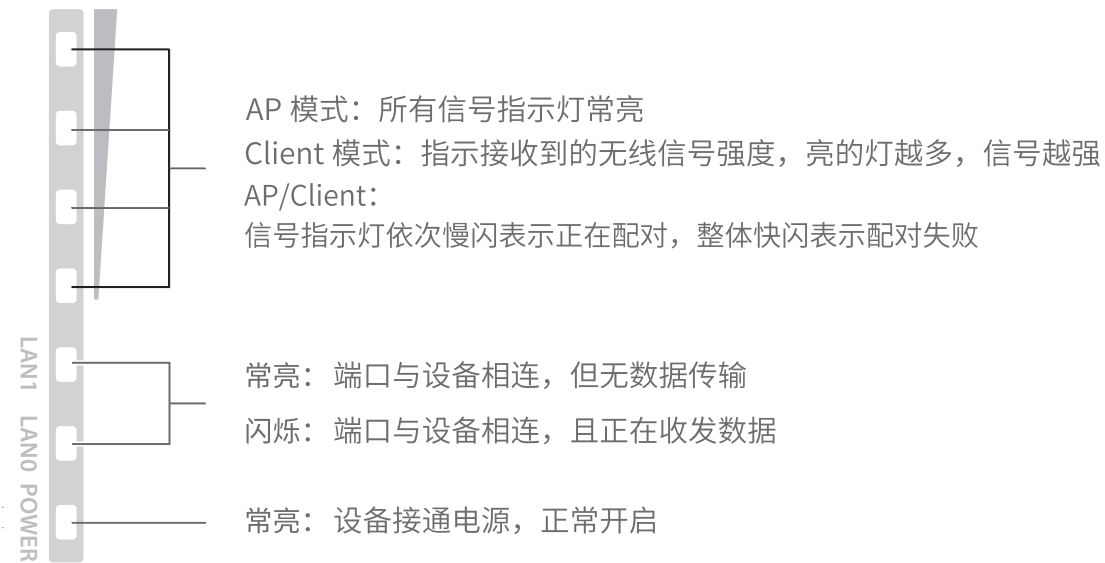 AP 模式：所有信号指示灯常亮
Client 模式：指示接收到的无线信号强度，亮的灯越多，信号越强
AP/Client：
信号指示灯依次慢闪表示正在配对，整体快闪表示配对失败
LAN1
常亮： 端口与设备相连，但无数据传输
LAN0
闪烁： 端口与设备相连，且正在收发数据
POWER
常亮： 设备接通电源，正常开启